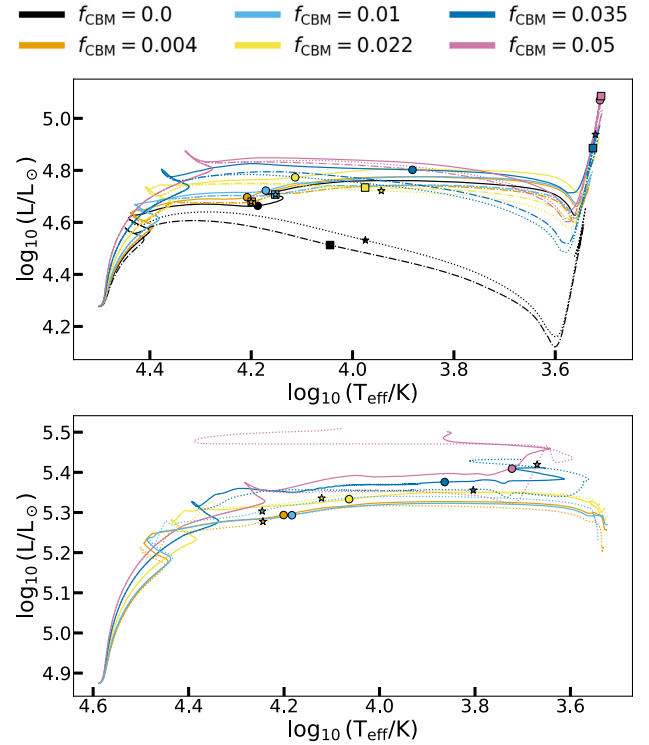 f_CBM = 0.0 f_CBM = 0.01 f_CBM = 0.035
f_CBM = 0.004 f_CBM = 0.022 f_CBM = 0.05
5.0
4.8
4.6
4.4
4.2
log₁₀(L/L⊙)
4.4 4.2 4.0 3.8 3.6
log₁₀(T_eff/K)
5.5
5.4
5.3
5.2
5.1
5.0
4.9
log₁₀(L/L⊙)
4.6 4.4 4.2 4.0 3.8 3.6
log₁₀(T_eff/K)